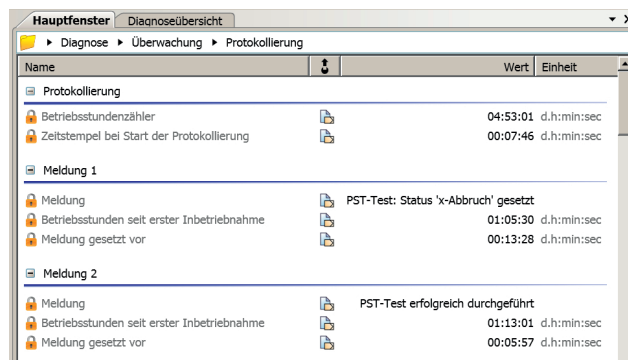 Hauptfenster Diagnoseübersicht
Diagnose Überwachung Protokollierung
Name Wert Einheit
Protokollierung
Betriebsstundenzähler 04:53:01 d.h:min:sec
Zeitstempel bei Start der Protokollierung 00:07:46 d.h:min:sec
Meldung 1
Meldung PST-Test: Status 'x-Abbruch' gesetzt
Betriebsstunden seit erster Inbetriebnahme 01:05:30 d.h:min:sec
Meldung gesetzt vor 00:13:28 d.h:min:sec
Meldung 2
Meldung PST-Test erfolgreich durchgeführt
Betriebsstunden seit erster Inbetriebnahme 01:13:01 d.h:min:sec
Meldung gesetzt vor 00:05:57 d.h:min:sec